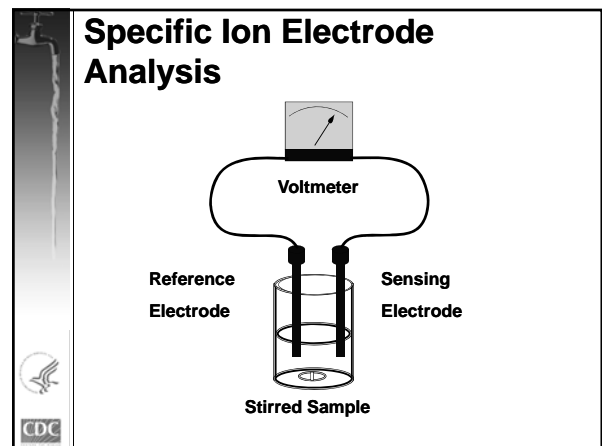 Specific Ion Electrode
Analysis
Voltmeter
Reference
Electrode
Sensing
Electrode
Stirred Sample
CDC